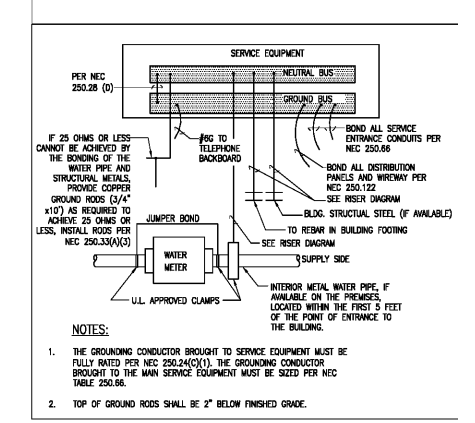 SERVICE EQUIPMENT
NEUTRAL BUS
PER NEC
250.28 (D)
GROUND BUS
IF 25 OHMS OR LESS
CANNOT BE ACHIEVED BY
THE BONDING OF THE
WATER PIPE AND
STRUCTURAL METALS,
PROVIDE COPPER
GROUND RODS (3/4"
x10') AS REQUIRED TO
ACHIEVE 25 OHMS OR
LESS, INSTALL RODS PER
NEC 250.33(A)(3)
#6G TO
TELEPHONE
BACKBOARD
BOND ALL SERVICE
ENTRANCE CONDUITS PER
NEC 250.66
BOND ALL DISTRIBUTION
PANELS AND WIREWAY PER
NEC 250.122
SEE RISER DIAGRAM
BLDG. STRUCTUAL STEEL (IF AVAILABLE)
TO REBAR IN BUILDING FOOTING
JUMPER BOND
SEE RISER DIAGRAM
WATER
METER
SUPPLY SIDE
U.L. APPROVED CLAMPS
INTERIOR METAL WATER PIPE, IF
AVAILABLE ON THE PREMISES,
LOCATED WITHIN THE FIRST 5 FEET
OF THE POINT OF ENTRANCE TO
THE BUILDING.
NOTES:
1. THE GROUNDING CONDUCTOR BROUGHT TO SERVICE EQUIPMENT MUST BE
FULLY RATED PER NEC 250.24(C)(1). THE GROUNDING CONDUCTOR
BROUGHT TO THE MAIN SERVICE EQUIPMENT MUST BE SIZED PER NEC
TABLE 250.66.
2. TOP OF GROUND RODS SHALL BE 2" BELOW FINISHED GRADE.